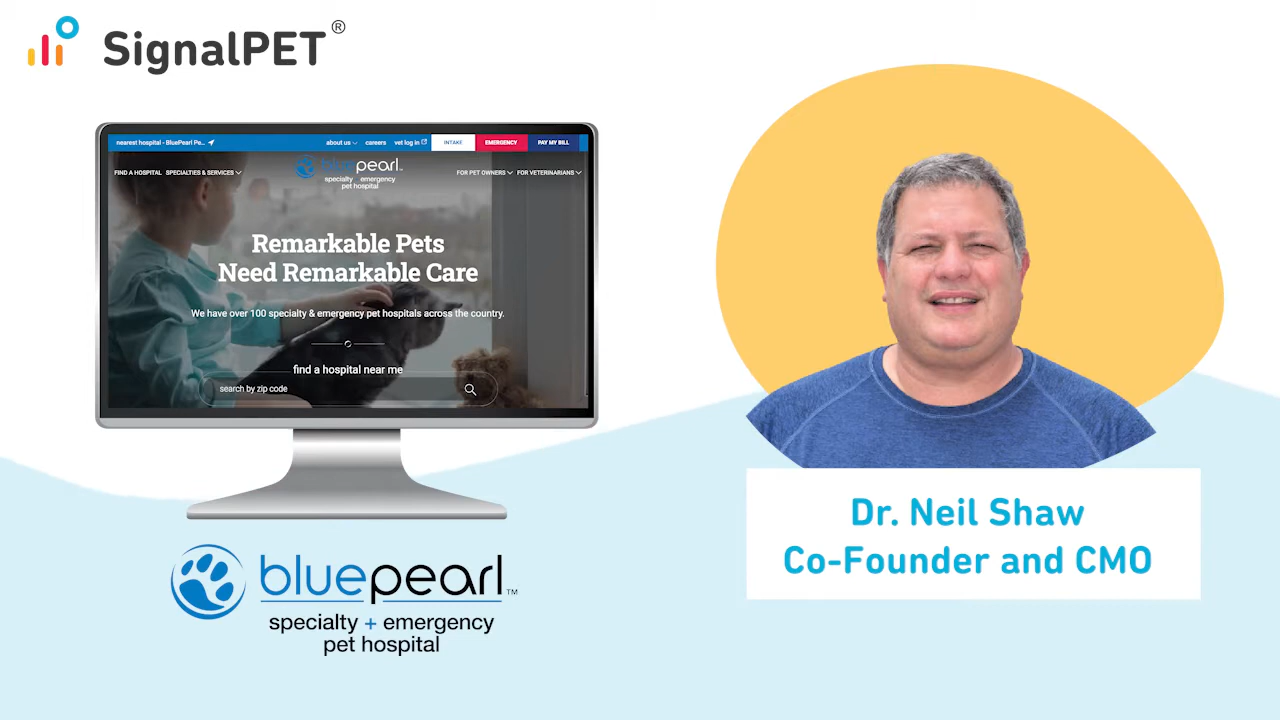 SignalPET®
nearest hospital - BluePearl Pe...
about us
careers
vet log in
INTAKE
EMERGENCY
PAY MY BILL
FIND A HOSPITAL
SPECIALTIES & SERVICES
bluepearl™
specialty emergency
pet hospital
FOR PET OWNERS
FOR VETERINARIANS
Remarkable Pets
Need Remarkable Care
We have over 100 specialty & emergency pet hospitals across the country.
find a hospital near me
search by zip code
bluepearl™
specialty + emergency
pet hospital
Dr. Neil Shaw
Co-Founder and CMO